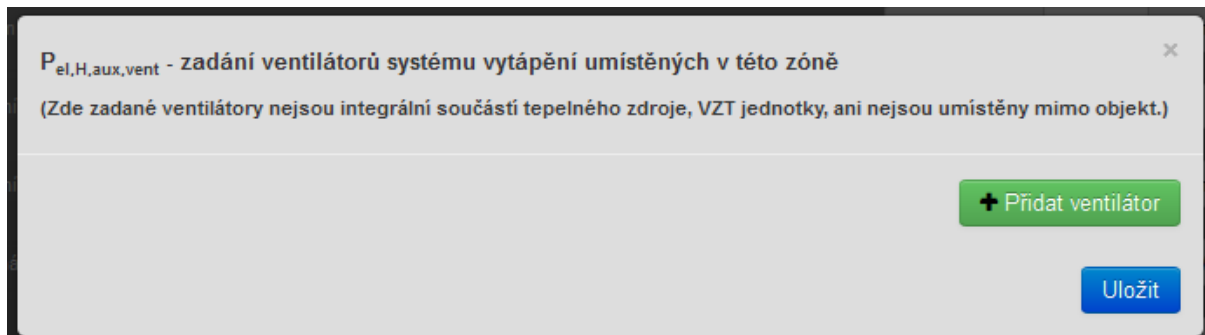 P_el,H,aux,vent - zadání ventilátorů systému vytápění umístěných v této zóně
×
(Zde zadané ventilátory nejsou integrální součástí tepelného zdroje, VZT jednotky, ani nejsou umístěny mimo objekt.)
+ Přidat ventilátor
Uložit